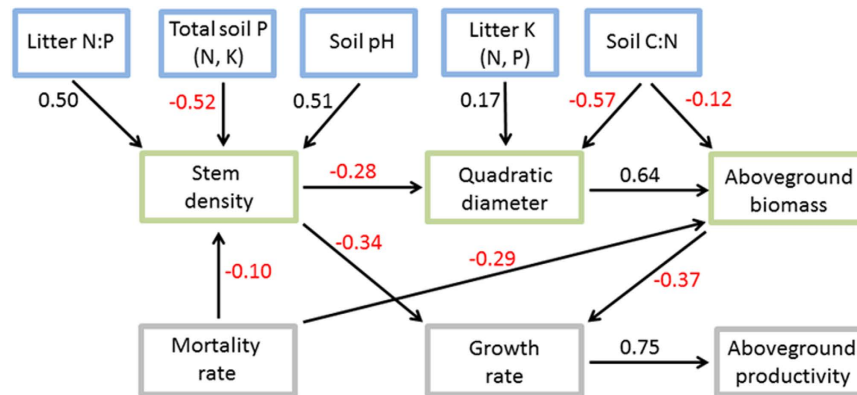 Litter N:P
Total soil P
(N, K)
Soil pH
Litter K
(N, P)
Soil C:N
0.50
-0.52
0.51
0.17
-0.57
-0.12
Stem
density
-0.28
Quadratic
diameter
0.64
Aboveground
biomass
-0.10
-0.34
-0.29
-0.37
Mortality
rate
Growth
rate
0.75
Aboveground
productivity